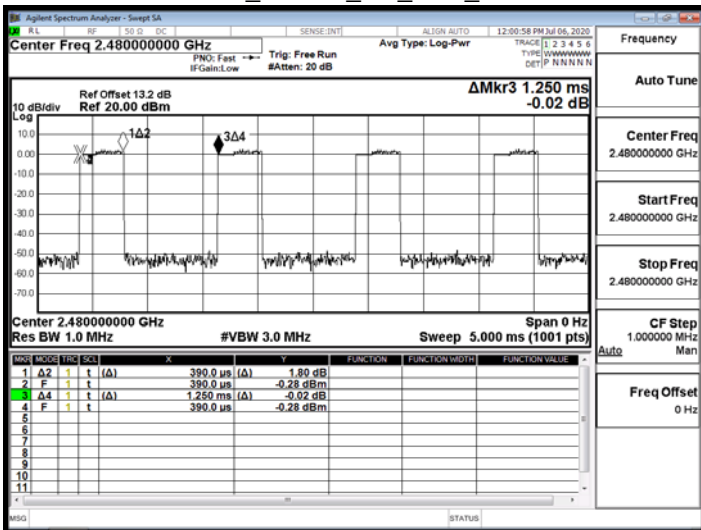 Agilent Spectrum Analyzer - Swept SA
RL RF 50 Ω DC SENSE:INT ALIGN AUTO 12:00:58 PM Jul 06, 2020
Center Freq 2.480000000 GHz
PNO: Fast
IFGain:Low
Trig: Free Run
#Atten: 20 dB
Avg Type: Log-Pwr
TRACE 1 2 3 4 5 6
TYPE WWWWWW
DET P N N N N N
ΔMkr3 1.250 ms
-0.02 dB
Ref Offset 13.2 dB
10 dB/div Ref 20.00 dBm
Log
10.0
0.00
-10.0
-20.0
-30.0
-40.0
-50.0
-60.0
-70.0
1Δ2
3Δ4
Center 2.480000000 GHz Span 0 Hz
Res BW 1.0 MHz #VBW 3.0 MHz Sweep 5.000 ms (1001 pts)
MKR MODE TRC SCL X Y FUNCTION FUNCTION WIDTH FUNCTION VALUE
1 Δ2 1 t (Δ) 390.0 µs (Δ) 1.80 dB
2 F 1 t 390.0 µs -0.28 dBm
3 Δ4 1 t (Δ) 1.250 ms (Δ) -0.02 dB
4 F 1 t 390.0 µs -0.28 dBm
5
6
7
8
9
10
11
MSG STATUS
Frequency
Auto Tune
Center Freq
2.480000000 GHz
Start Freq
2.480000000 GHz
Stop Freq
2.480000000 GHz
CF Step
1.000000 MHz
Auto Man
Freq Offset
0 Hz